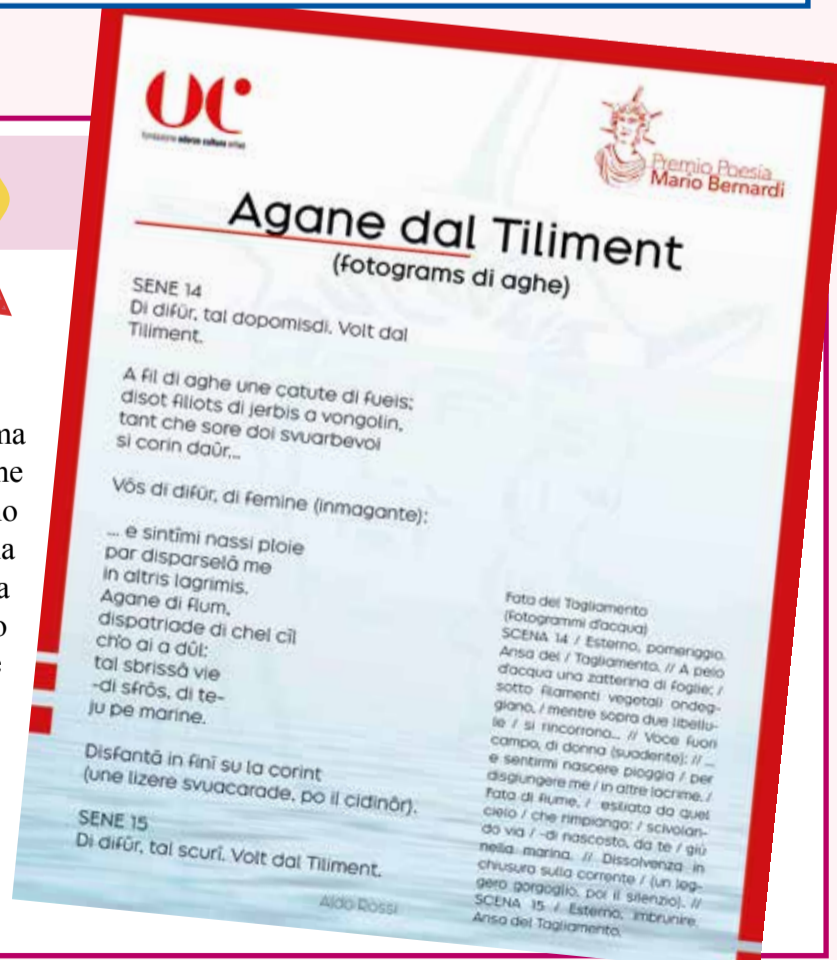 UC
fondazione oderzo cultura onlus
Premio Poesia
Mario Bernardi
Agane dal Tiliment
(fotograms di aghe)
SENE 14
Di difûr, tal dopomisdì. Volt dal
Tiliment.
A fil di aghe une catute di fueis;
disot filiots di jerbis a vongolin,
tant che sore doi svuarbevoi
si corin daûr...
Vôs di difûr, di femine (inmagante):
... e sintîmi nassi ploie
par disparselâ me
in altris lagrimis.
Agane di flum,
dispatriade di chel cîl
ch'o ai a dûl:
tal sbrissâ vie
-di sfrôs, di te-
ju pe marine.
Disfantâ in finî su la corint
(une lizere svuacarade, po il cidinôr).
SENE 15
Di difûr, tal scurî. Volt dal Tiliment.
Aldo Rossi
Fata del Tagliamento
(Fotogrammi d'acqua)
SCENA 14 / Esterno, pomeriggio.
Ansa del / Tagliamento. // A pelo
d'acqua una zatterina di foglie; /
sotto filamenti vegetali ondeg-
giano, / mentre sopra due libellu-
le / si rincorrono... // Voce fuori
campo, di donna (suadente): // ...
e sentirmi nascere pioggia / per
disgiungere me / in altre lacrime. /
Fata di fiume, / esiliata da quel
cielo / che rimpiango: / scivolan-
do via / -di nascosto, da te / giù
nella marina. // Dissolvenza in
chiusura sulla corrente / (un leg-
gero gorgoglio, poi il silenzio). //
SCENA 15 / Esterno, imbrunire.
Ansa del Tagliamento.
ma
ne
lo
la
a
o
e